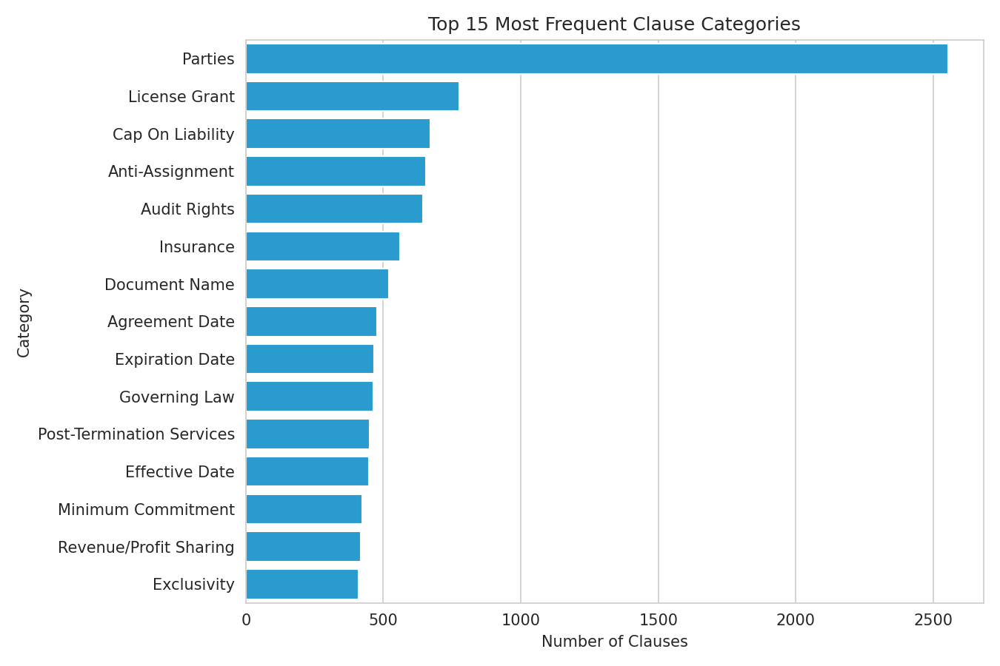 Top 15 Most Frequent Clause Categories
Parties
License Grant
Cap On Liability
Anti-Assignment
Audit Rights
Insurance
Document Name
Agreement Date
Expiration Date
Governing Law
Post-Termination Services
Effective Date
Minimum Commitment
Revenue/Profit Sharing
Exclusivity
Category
0 500 1000 1500 2000 2500
Number of Clauses